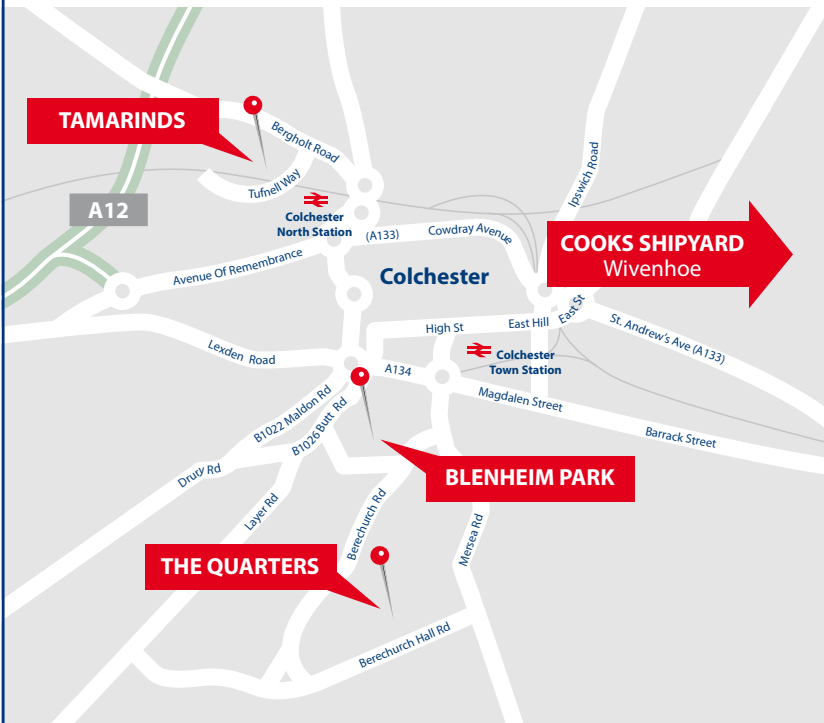 TAMARINDS
Bergholt Road
Tufnell Way
Ipswich Road
A12
Colchester
North Station
(A133)
Cowdray Avenue
COOKS SHIPYARD
Wivenhoe
Avenue Of Remembrance
Colchester
High St
East Hill
East St
St. Andrew's Ave (A133)
Lexden Road
Colchester
Town Station
A134
Magdalen Street
B1022 Maldon Rd
B1026 Butt Rd
Barrack Street
Drury Rd
BLENHEIM PARK
Layer Rd
Berechurch Rd
Mersea Rd
THE QUARTERS
Berechurch Hall Rd